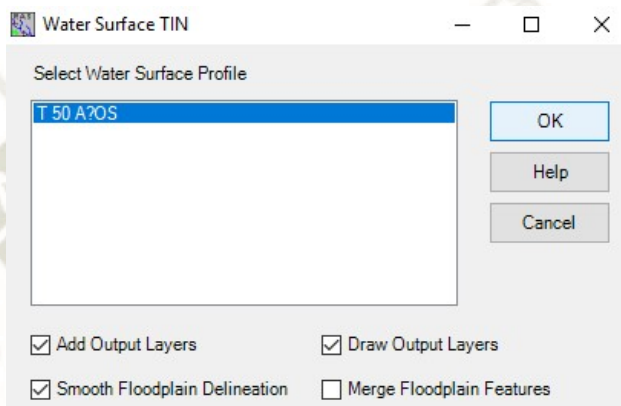 Water Surface TIN
Select Water Surface Profile
T 50 A?OS
OK
Help
Cancel
Add Output Layers
Draw Output Layers
Smooth Floodplain Delineation
Merge Floodplain Features